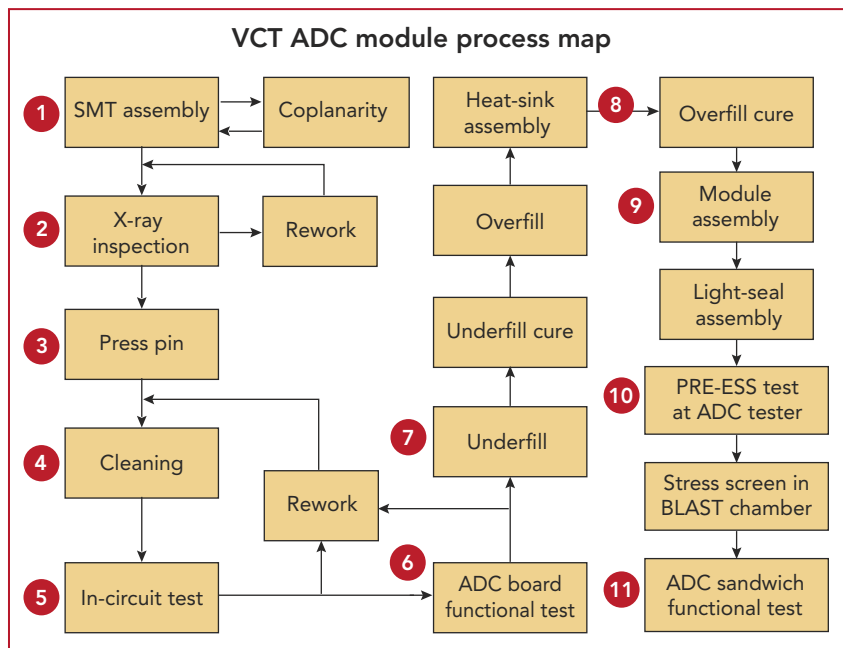 VCT ADC module process map
1
SMT assembly
Coplanarity
2
X-ray
inspection
Rework
3
Press pin
4
Cleaning
5
In-circuit test
Rework
6
ADC board
functional test
7
Underfill
Underfill cure
Overfill
Heat-sink
assembly
8
Overfill cure
9
Module
assembly
Light-seal
assembly
10
PRE-ESS test
at ADC tester
Stress screen in
BLAST chamber
11
ADC sandwich
functional test